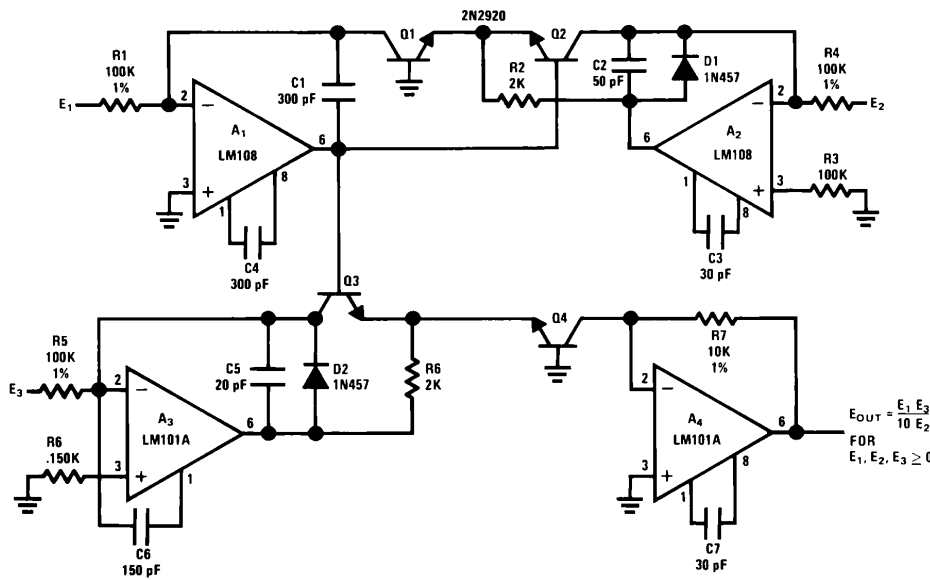 2N2920
Q1
Q2
R1
100K
1%
C1
300 pF
R2
2K
C2
50 pF
D1
1N457
R4
100K
1%
E1
2
−
A1
LM108
6
3
+
1
8
C4
300 pF
2
−
E2
A2
LM108
6
R3
100K
3
+
1
8
C3
30 pF
Q3
Q4
R5
100K
1%
C5
20 pF
D2
1N457
R6
2K
R7
10K
1%
E3
2
−
A3
LM101A
6
R6
.150K
3
+
1
C6
150 pF
2
−
A4
LM101A
6
3
+
1
8
C7
30 pF
EOUT = E1 E3
10 E2
FOR
E1, E2, E3 ≥ 0